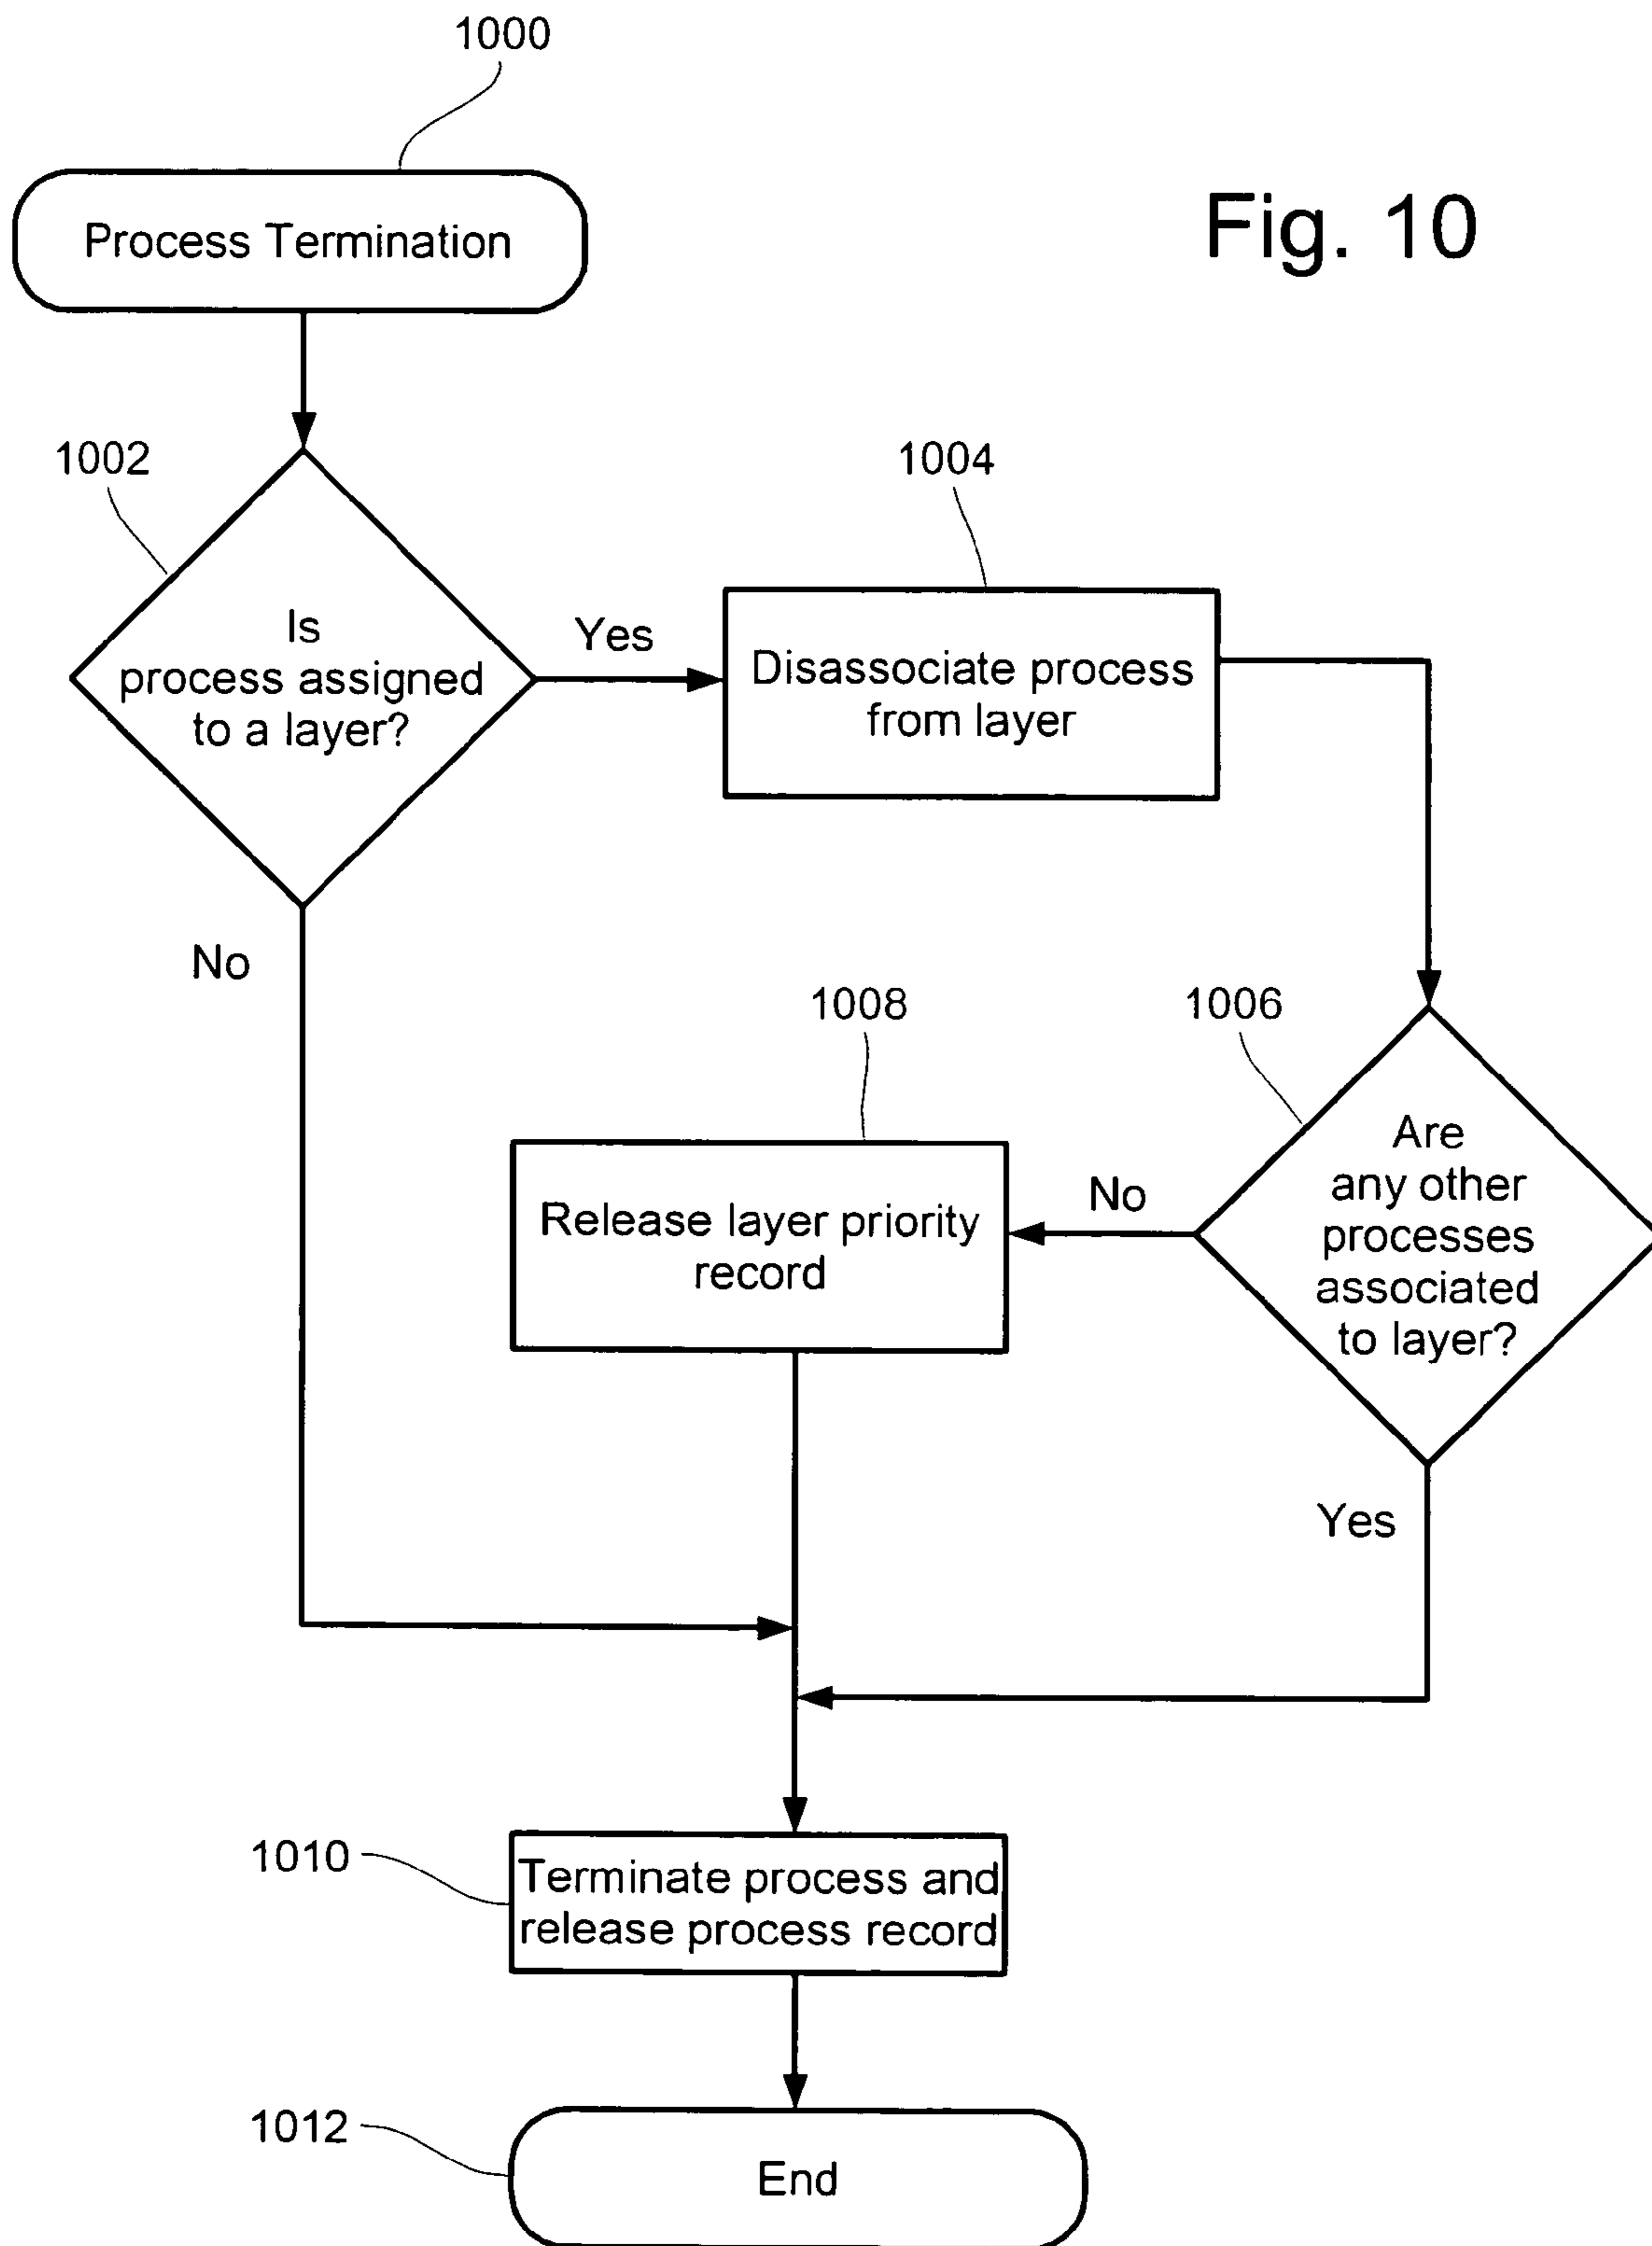 1000
Fig. 10
Process Termination
1002
1004
Is
process assigned
to a layer?
Yes
Disassociate process
from layer
No
1008
1006
Release layer priority
record
No
Are
any other
processes
associated
to layer?
Yes
1010
Terminate process and
release process record
1012
End